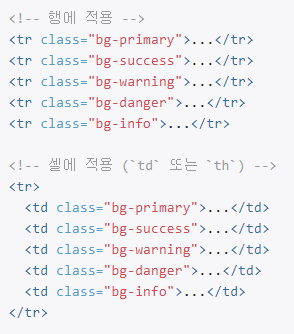 <!-- 행에 적용 -->
<tr class="bg-primary">...</tr>
<tr class="bg-success">...</tr>
<tr class="bg-warning">...</tr>
<tr class="bg-danger">...</tr>
<tr class="bg-info">...</tr>

<!-- 셀에 적용 (`td` 또는 `th`) -->
<tr>
  <td class="bg-primary">...</td>
  <td class="bg-success">...</td>
  <td class="bg-warning">...</td>
  <td class="bg-danger">...</td>
  <td class="bg-info">...</td>
</tr>